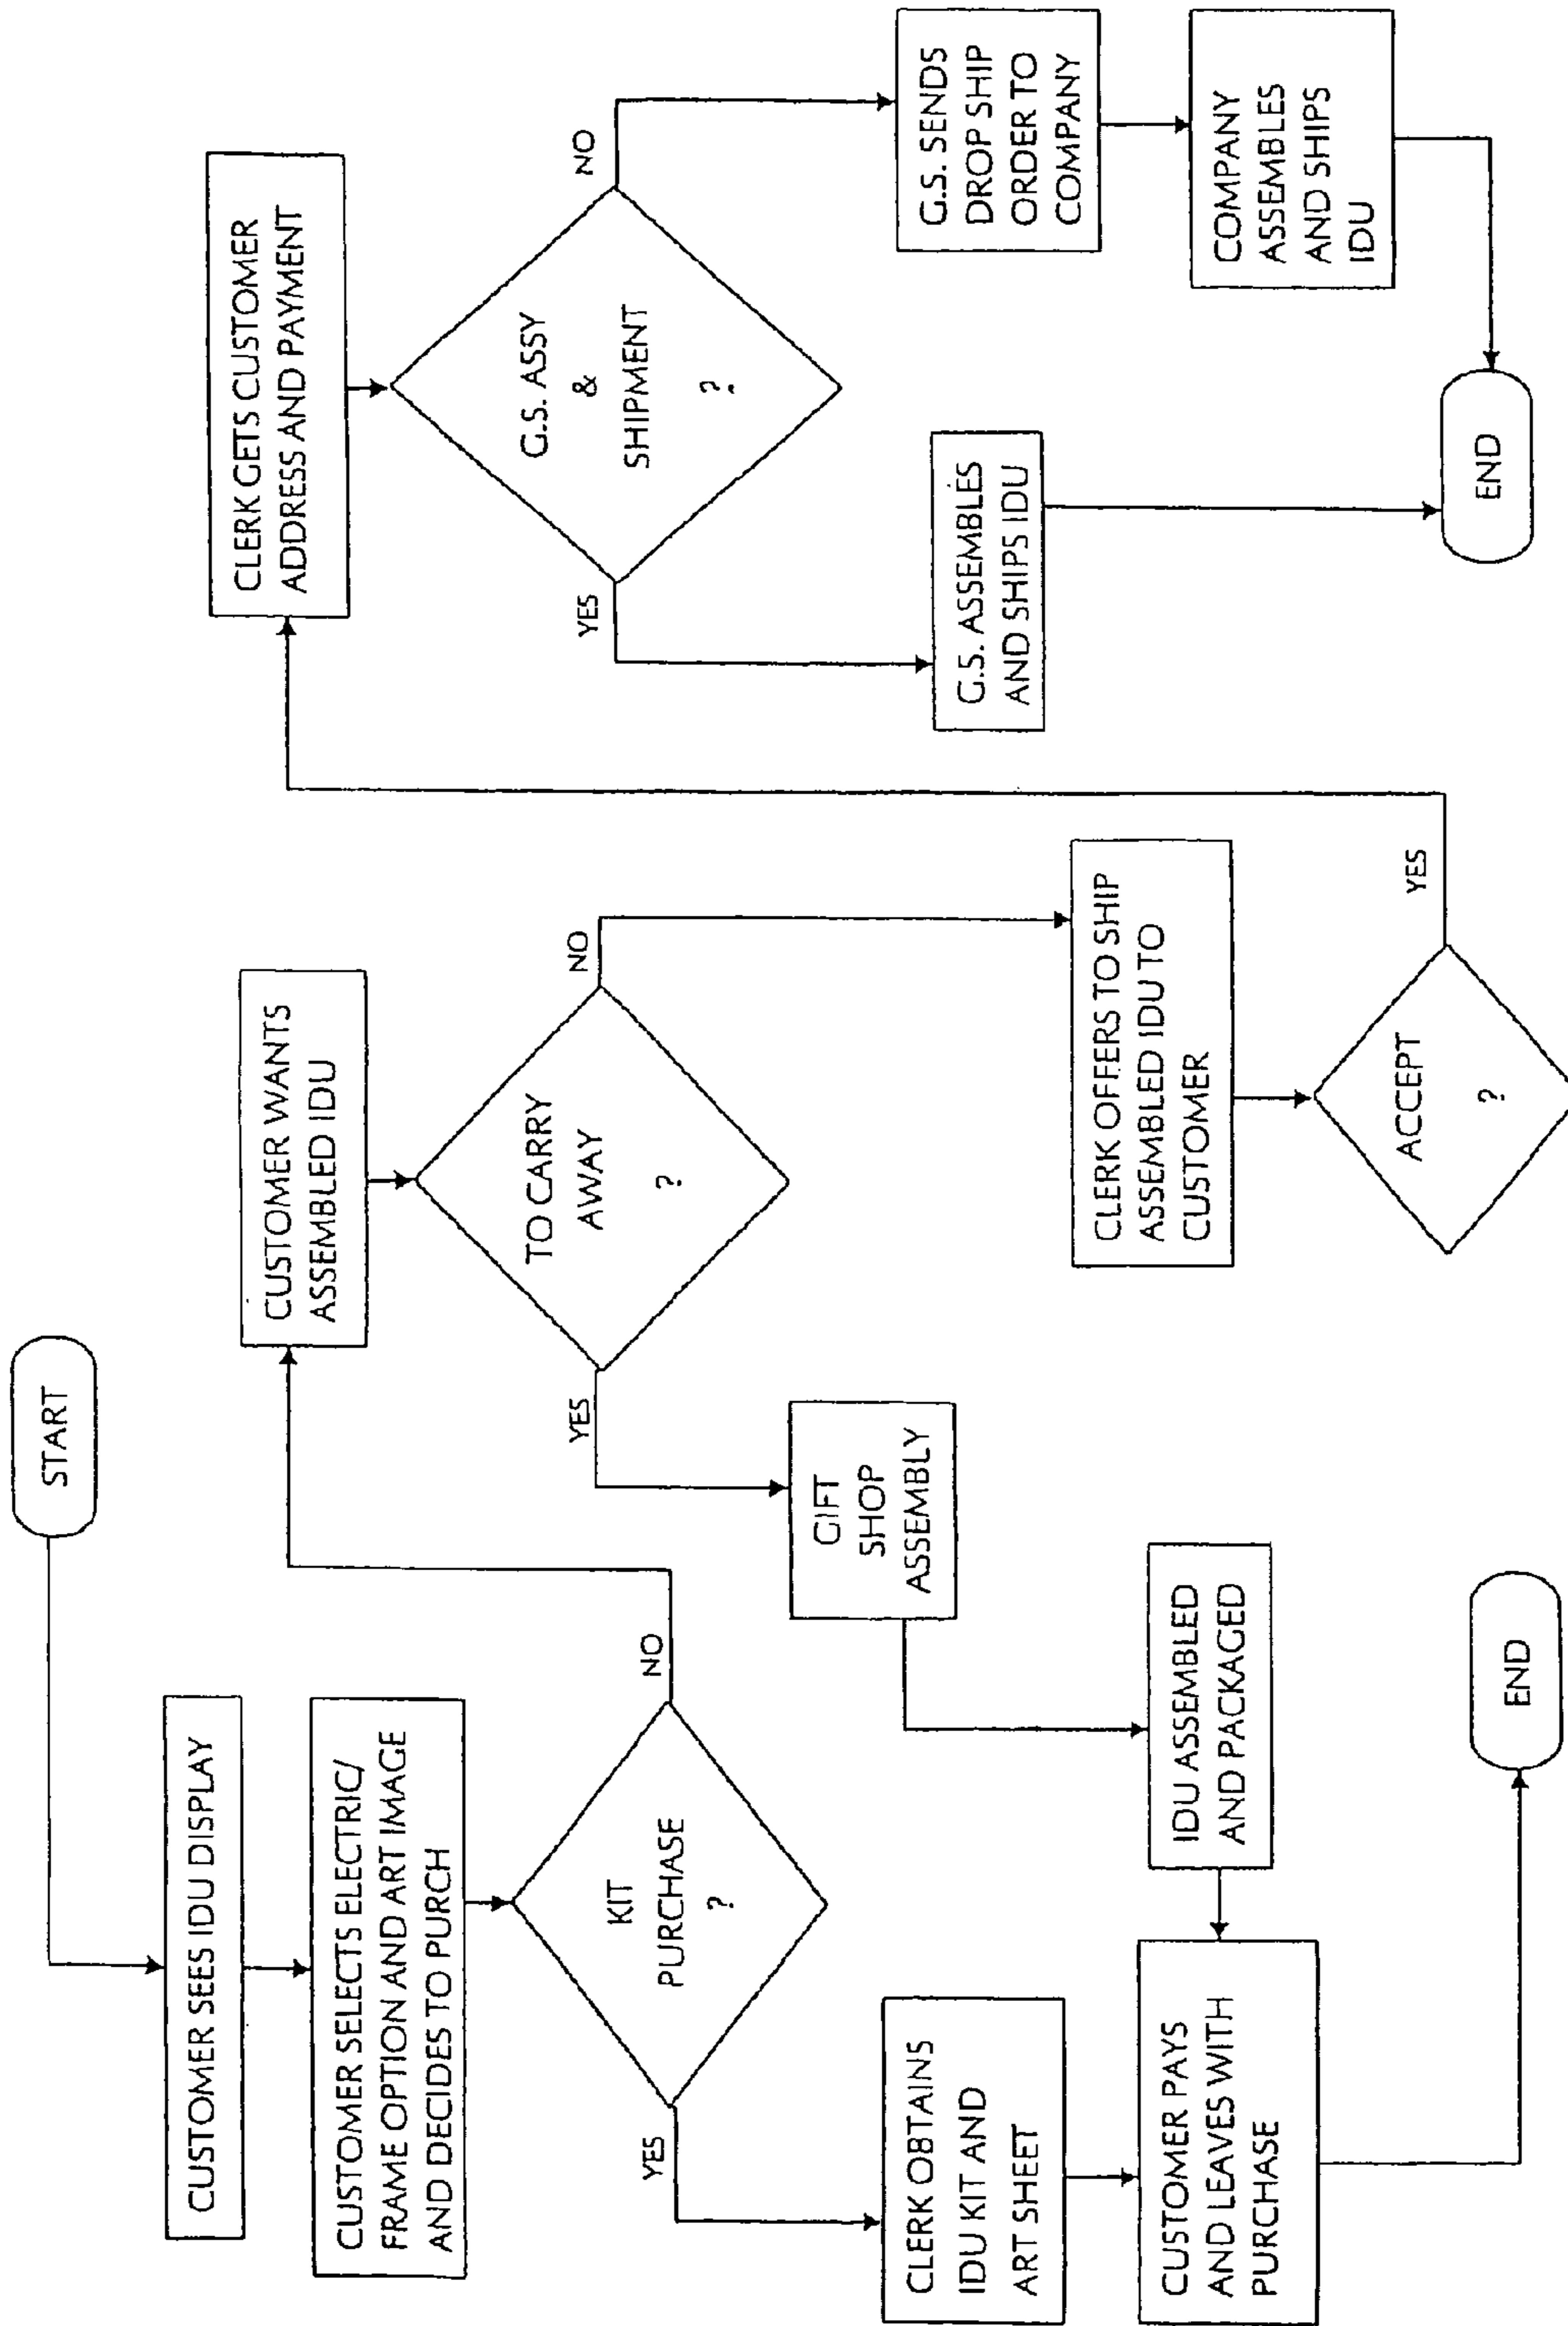 START
CUSTOMER SEES IDU DISPLAY
CUSTOMER SELECTS ELECTRIC/
FRAME OPTION AND ART IMAGE
AND DECIDES TO PURCH
KIT
PURCHASE
?
YES
NO
CLERK OBTAINS
IDU KIT AND
ART SHEET
CUSTOMER PAYS
AND LEAVES WITH
PURCHASE
END
CUSTOMER WANTS
ASSEMBLED IDU
TO CARRY
AWAY
?
YES
NO
GIFT
SHOP
ASSEMBLY
IDU ASSEMBLED
AND PACKAGED
CLERK OFFERS TO SHIP
ASSEMBLED IDU TO
CUSTOMER
ACCEPT
?
YES
CLERK GETS CUSTOMER
ADDRESS AND PAYMENT
G.S. ASSY
&
SHIPMENT
?
YES
NO
G.S. ASSEMBLES
AND SHIPS IDU
G.S. SENDS
DROP SHIP
ORDER TO
COMPANY
COMPANY
ASSEMBLES
AND SHIPS
IDU
END